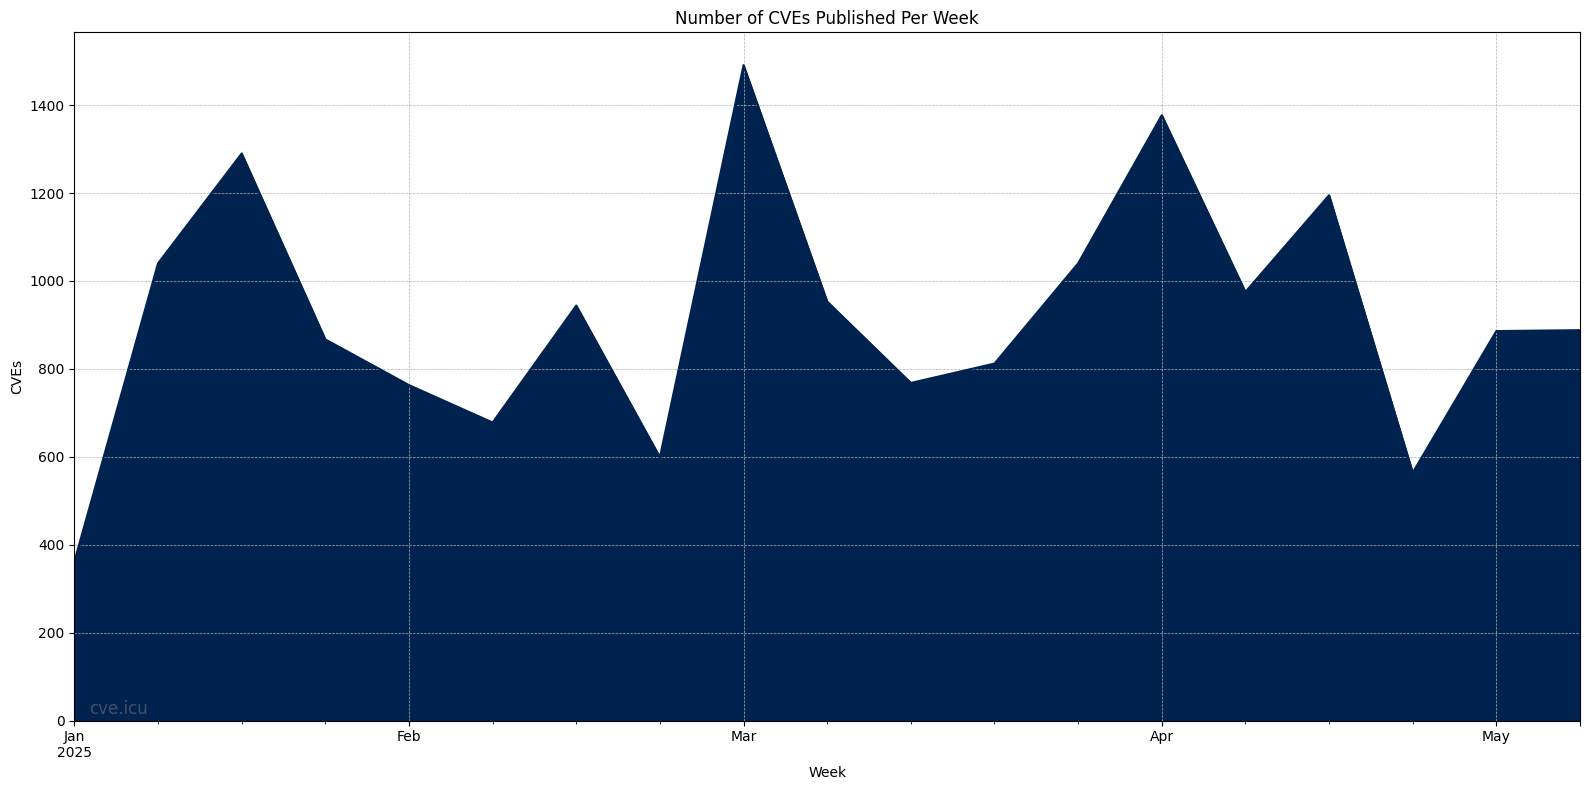 Number of CVEs Published Per Week
1400
1200
1000
800
600
400
200
0
CVEs
cve.icu
Jan
2025
Feb
Mar
Apr
May
Week